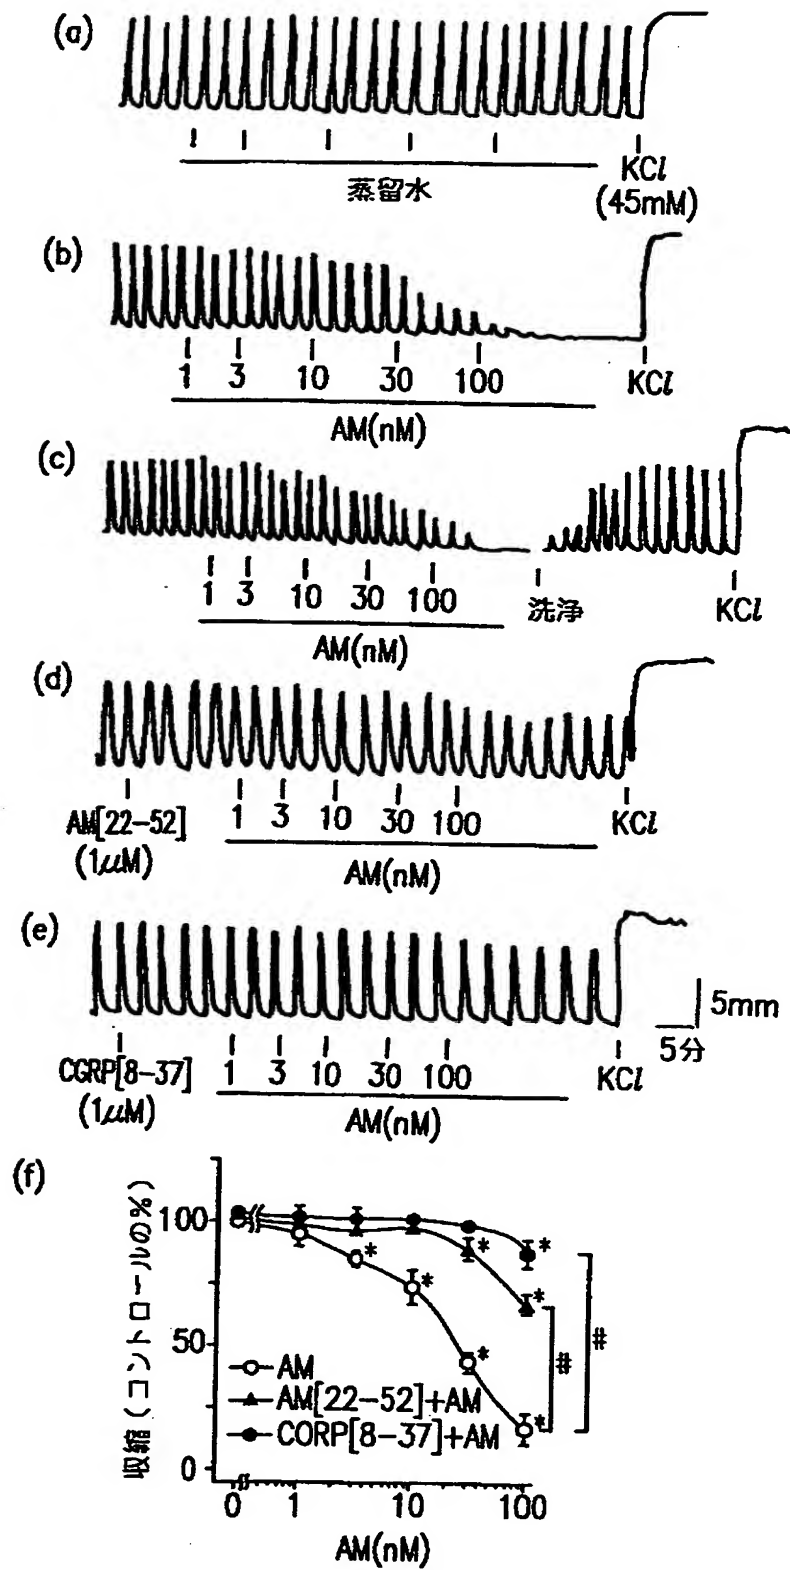 (a)
蒸留水
KCl
(45mM)
(b)
1 3 10 30 100
KCl
AM(nM)
(c)
1 3 10 30 100
洗浄
KCl
AM(nM)
(d)
AM[22-52]
(1μM)
1 3 10 30 100
KCl
AM(nM)
(e)
5mm
5分
CGRP[8-37]
(1μM)
1 3 10 30 100
KCl
AM(nM)
(f)
収縮(コントロールの%)
100
50
0
* * * * * * * *
# #
AM
AM[22-52]+AM
CORP[8-37]+AM
0 1 10 100
AM(nM)